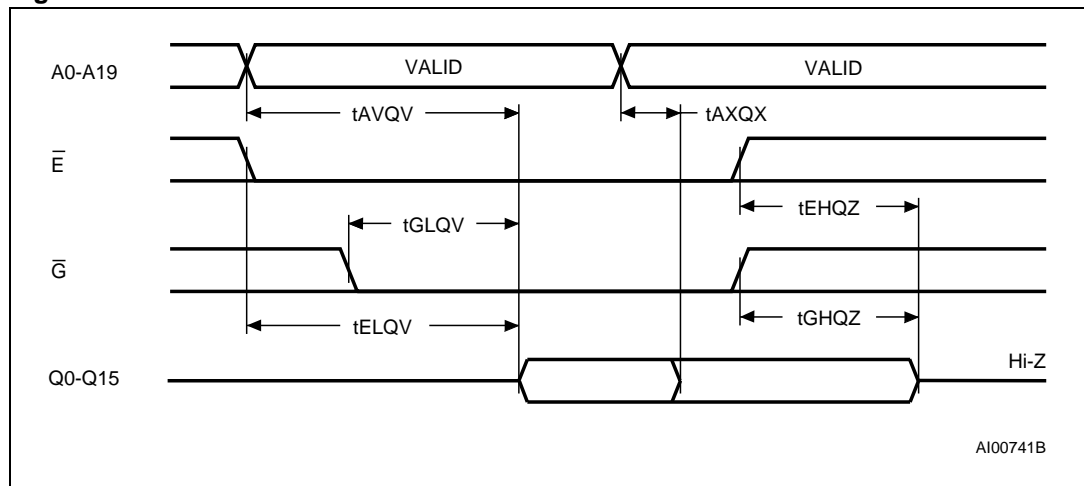 A0-A19
VALID
VALID
tAVQV
tAXQX
E̅
tEHQZ
tGLQV
G̅
tELQV
tGHQZ
Q0-Q15
Hi-Z
AI00741B